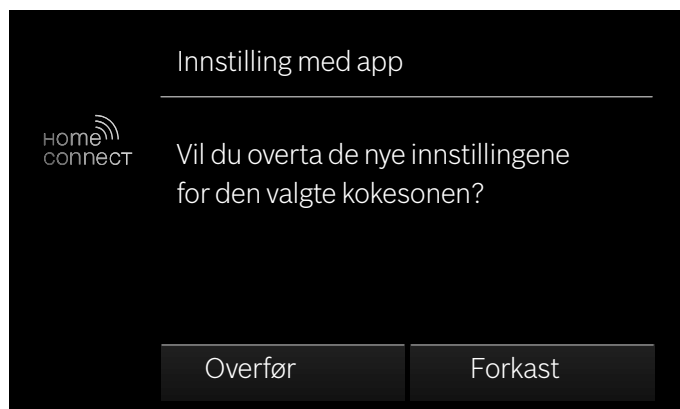 Innstilling med app
HOME
CONNECT
Vil du overta de nye innstillingene
for den valgte kokesonen?
Overfør
Forkast